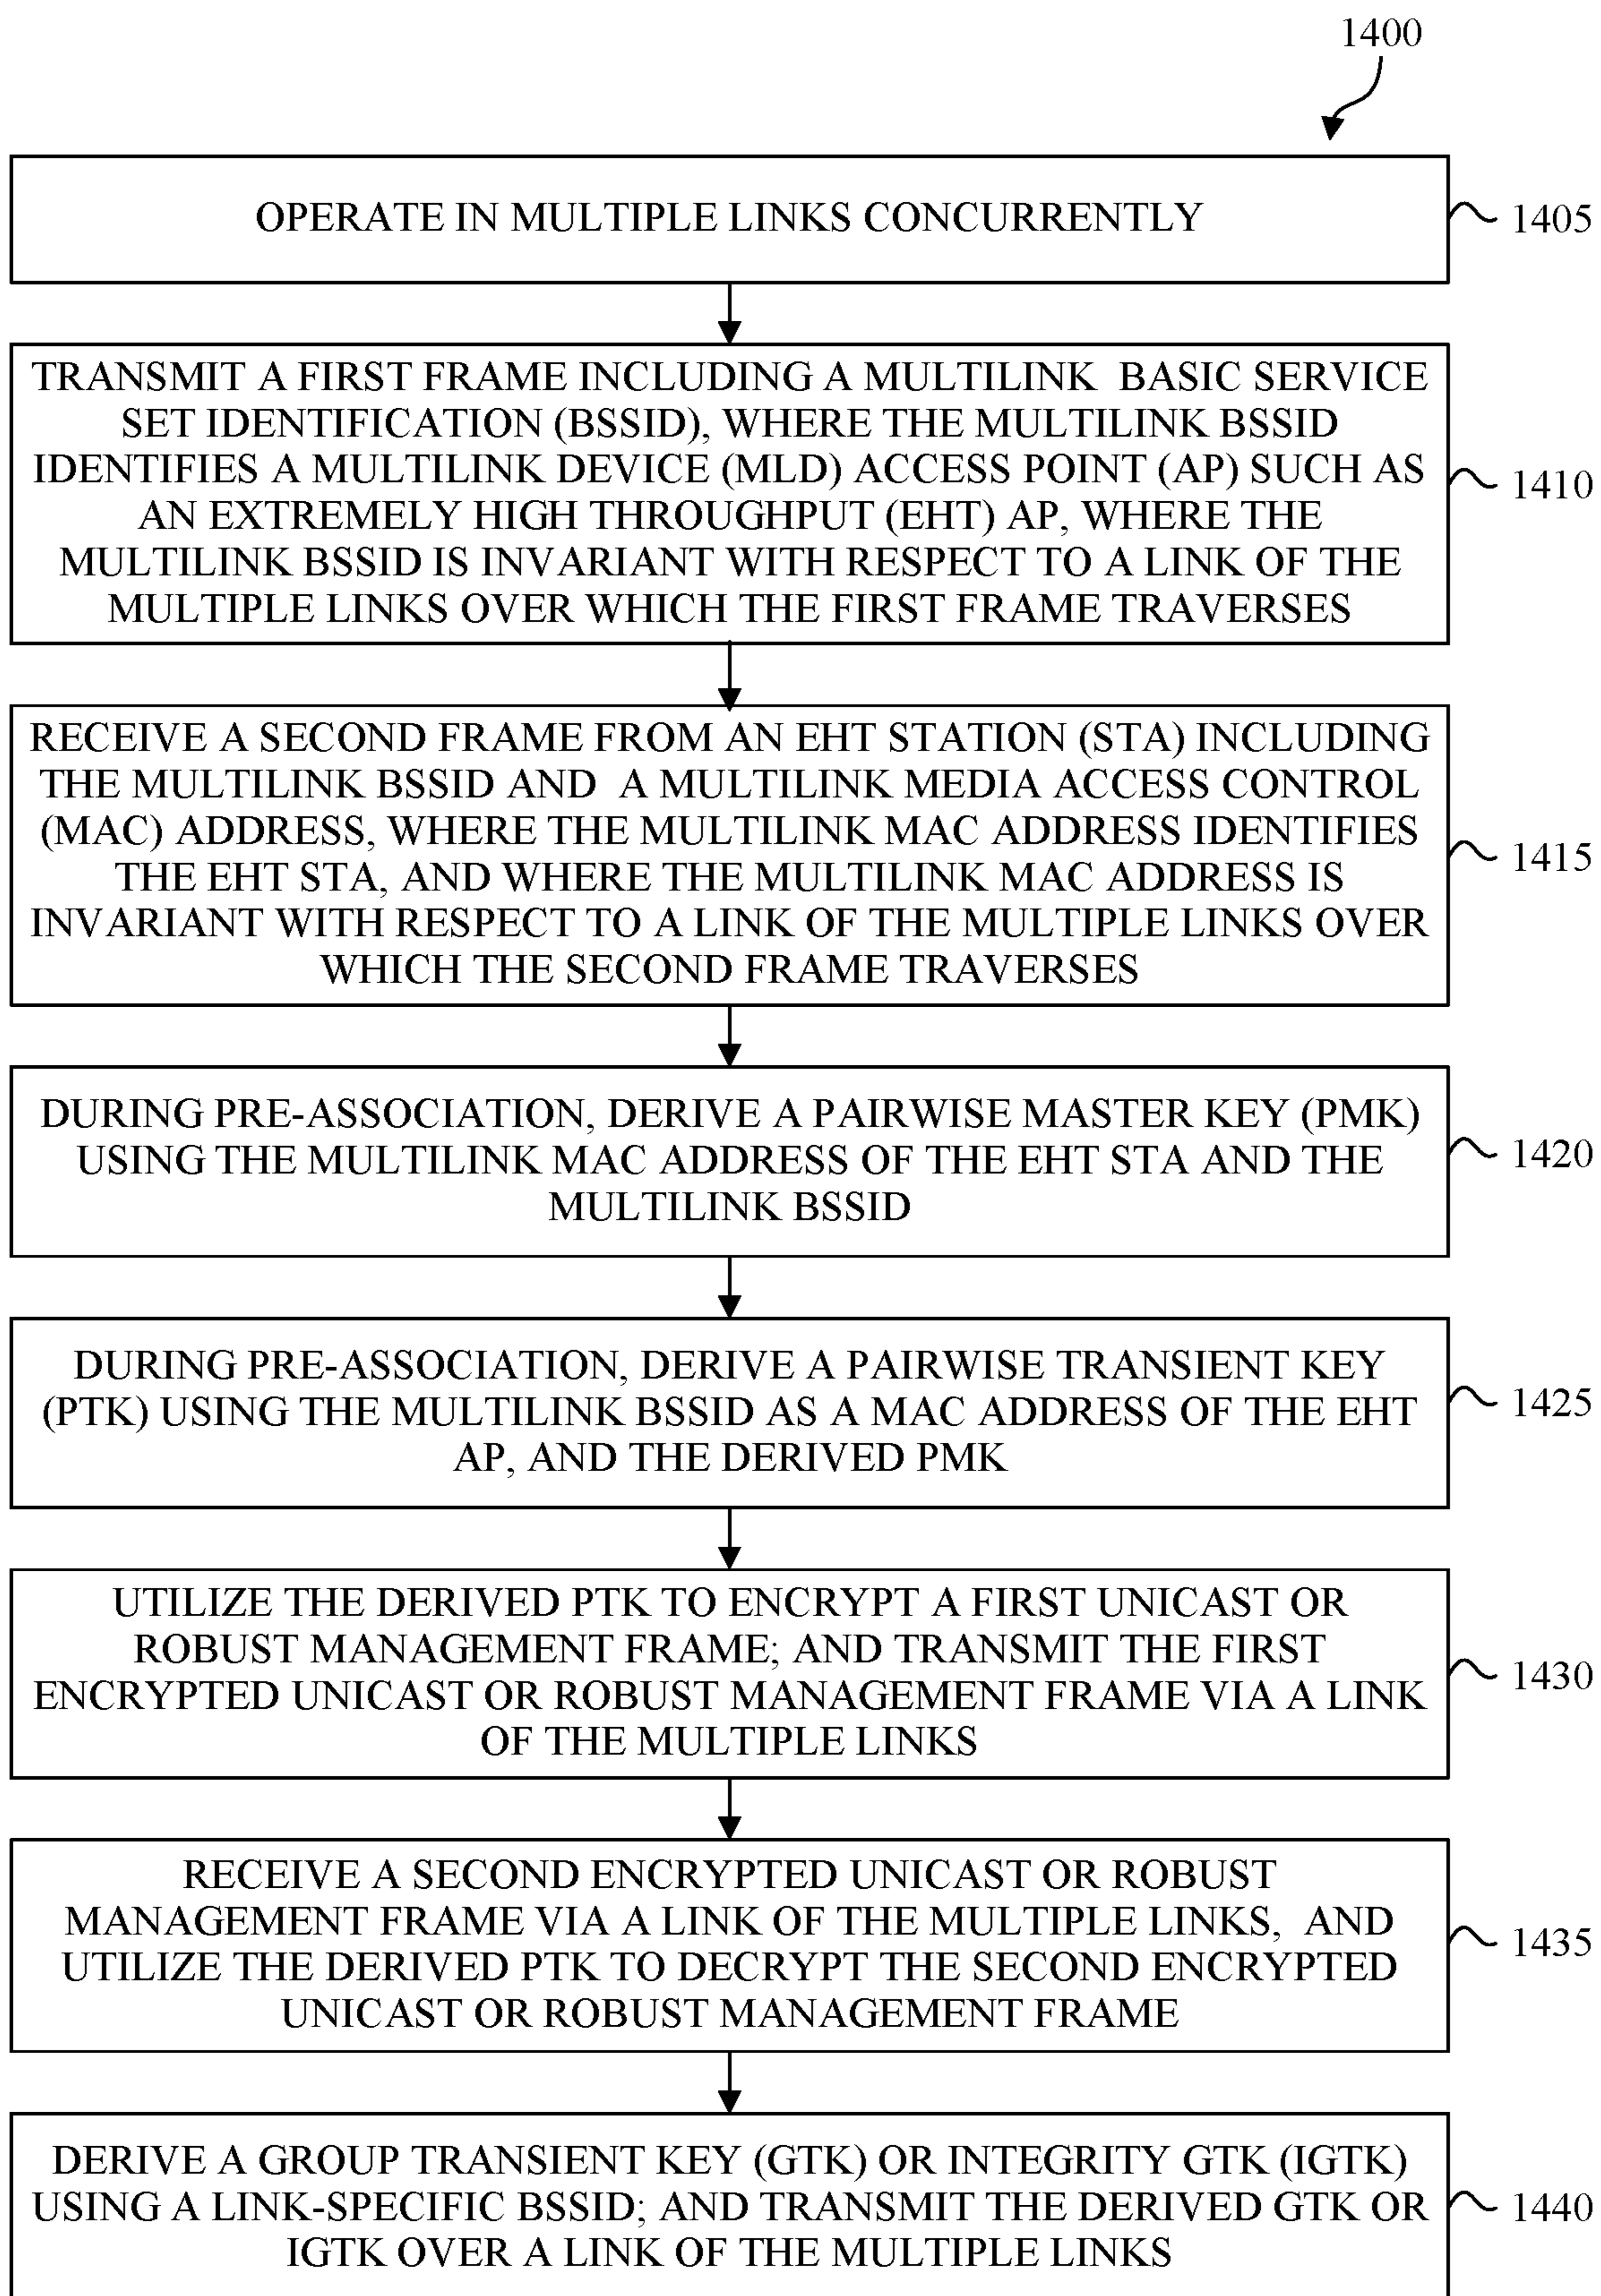 1400
OPERATE IN MULTIPLE LINKS CONCURRENTLY
1405
TRANSMIT A FIRST FRAME INCLUDING A MULTILINK BASIC SERVICE
SET IDENTIFICATION (BSSID), WHERE THE MULTILINK BSSID
IDENTIFIES A MULTILINK DEVICE (MLD) ACCESS POINT (AP) SUCH AS
AN EXTREMELY HIGH THROUGHPUT (EHT) AP, WHERE THE
MULTILINK BSSID IS INVARIANT WITH RESPECT TO A LINK OF THE
MULTIPLE LINKS OVER WHICH THE FIRST FRAME TRAVERSES
1410
RECEIVE A SECOND FRAME FROM AN EHT STATION (STA) INCLUDING
THE MULTILINK BSSID AND A MULTILINK MEDIA ACCESS CONTROL
(MAC) ADDRESS, WHERE THE MULTILINK MAC ADDRESS IDENTIFIES
THE EHT STA, AND WHERE THE MULTILINK MAC ADDRESS IS
INVARIANT WITH RESPECT TO A LINK OF THE MULTIPLE LINKS OVER
WHICH THE SECOND FRAME TRAVERSES
1415
DURING PRE-ASSOCIATION, DERIVE A PAIRWISE MASTER KEY (PMK)
USING THE MULTILINK MAC ADDRESS OF THE EHT STA AND THE
MULTILINK BSSID
1420
DURING PRE-ASSOCIATION, DERIVE A PAIRWISE TRANSIENT KEY
(PTK) USING THE MULTILINK BSSID AS A MAC ADDRESS OF THE EHT
AP, AND THE DERIVED PMK
1425
UTILIZE THE DERIVED PTK TO ENCRYPT A FIRST UNICAST OR
ROBUST MANAGEMENT FRAME; AND TRANSMIT THE FIRST
ENCRYPTED UNICAST OR ROBUST MANAGEMENT FRAME VIA A LINK
OF THE MULTIPLE LINKS
1430
RECEIVE A SECOND ENCRYPTED UNICAST OR ROBUST
MANAGEMENT FRAME VIA A LINK OF THE MULTIPLE LINKS, AND
UTILIZE THE DERIVED PTK TO DECRYPT THE SECOND ENCRYPTED
UNICAST OR ROBUST MANAGEMENT FRAME
1435
DERIVE A GROUP TRANSIENT KEY (GTK) OR INTEGRITY GTK (IGTK)
USING A LINK-SPECIFIC BSSID; AND TRANSMIT THE DERIVED GTK OR
IGTK OVER A LINK OF THE MULTIPLE LINKS
1440